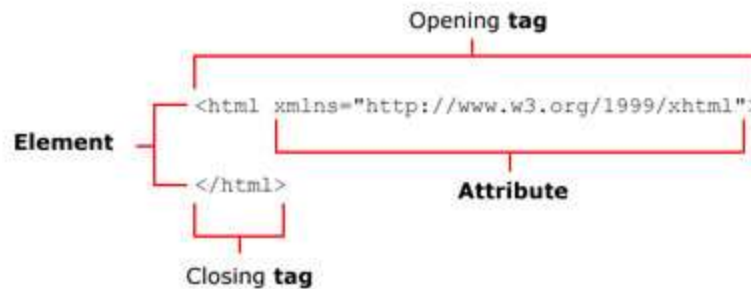 Opening tag
<html xmlns="http://www.w3.org/1999/xhtml">
Element
Attribute
</html>
Closing tag